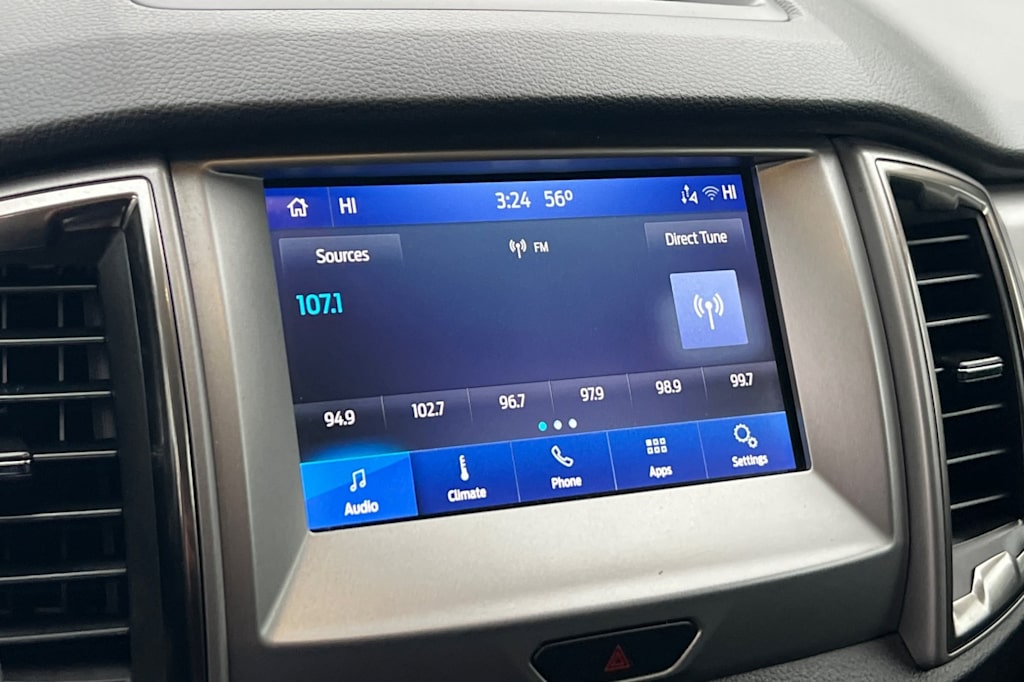 HI 3:24 56° HI
Sources FM Direct Tune
107.1
94.9 102.7 96.7 97.9 98.9 99.7
Audio Climate Phone Apps Settings